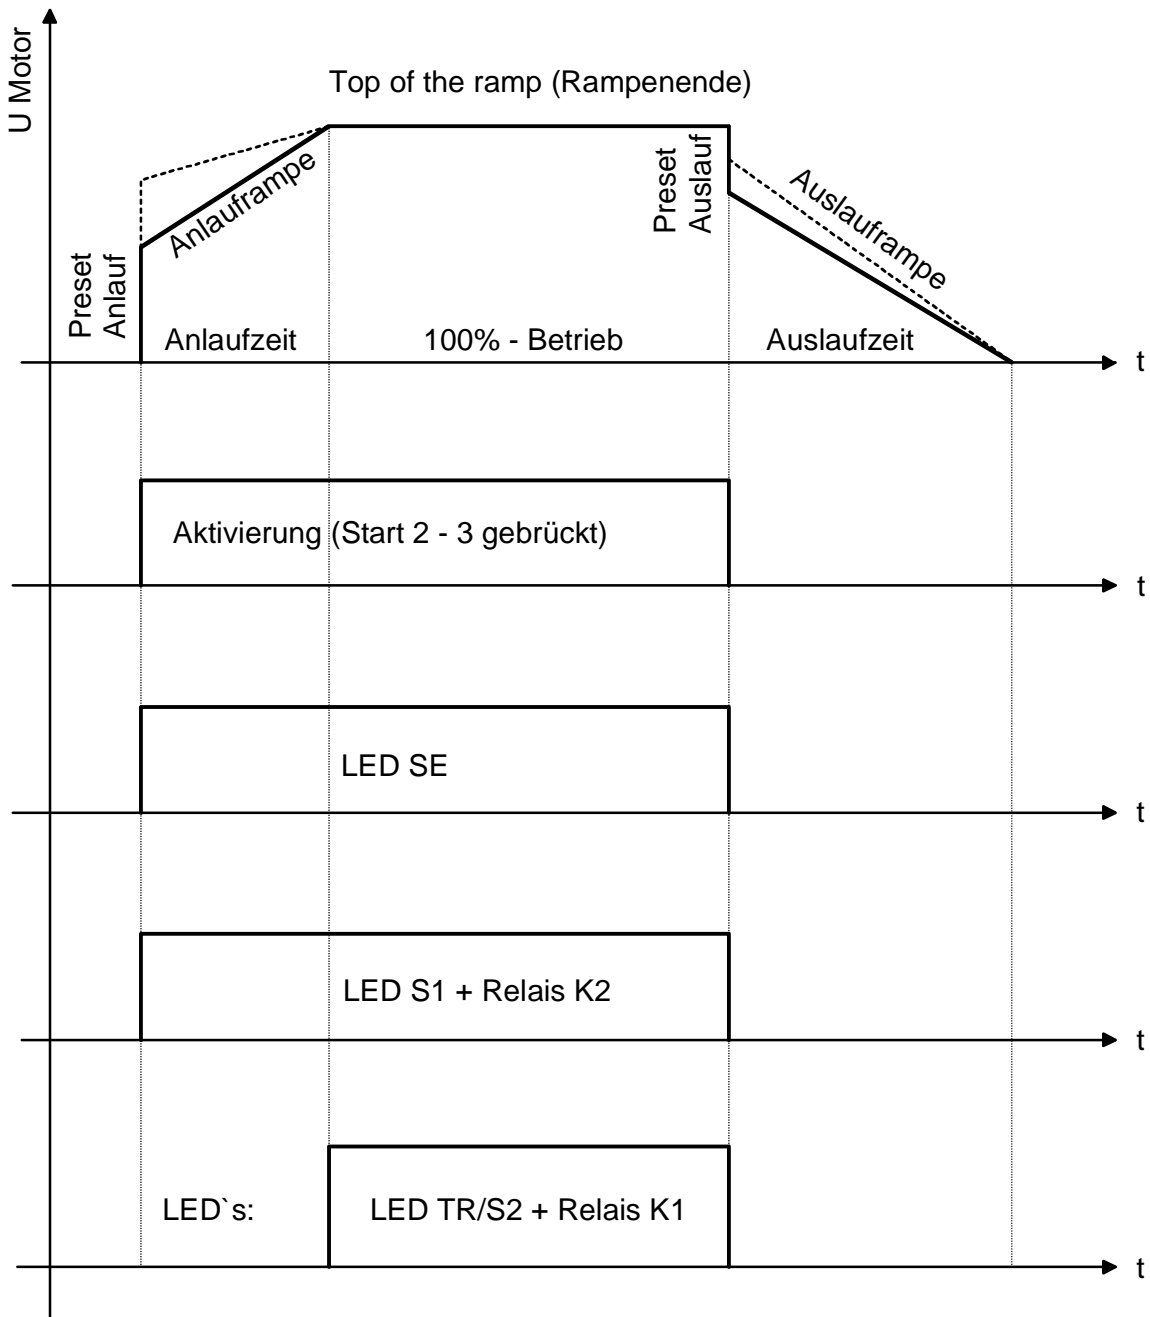 U Motor
Top of the ramp (Rampenende)
Preset
Anlauf
Anlauframpe
Preset
Auslauf
Auslauframpe
Anlaufzeit
100% - Betrieb
Auslaufzeit
t
Aktivierung (Start 2 - 3 gebrückt)
t
LED SE
t
LED S1 + Relais K2
t
LED`s:
LED TR/S2 + Relais K1
t